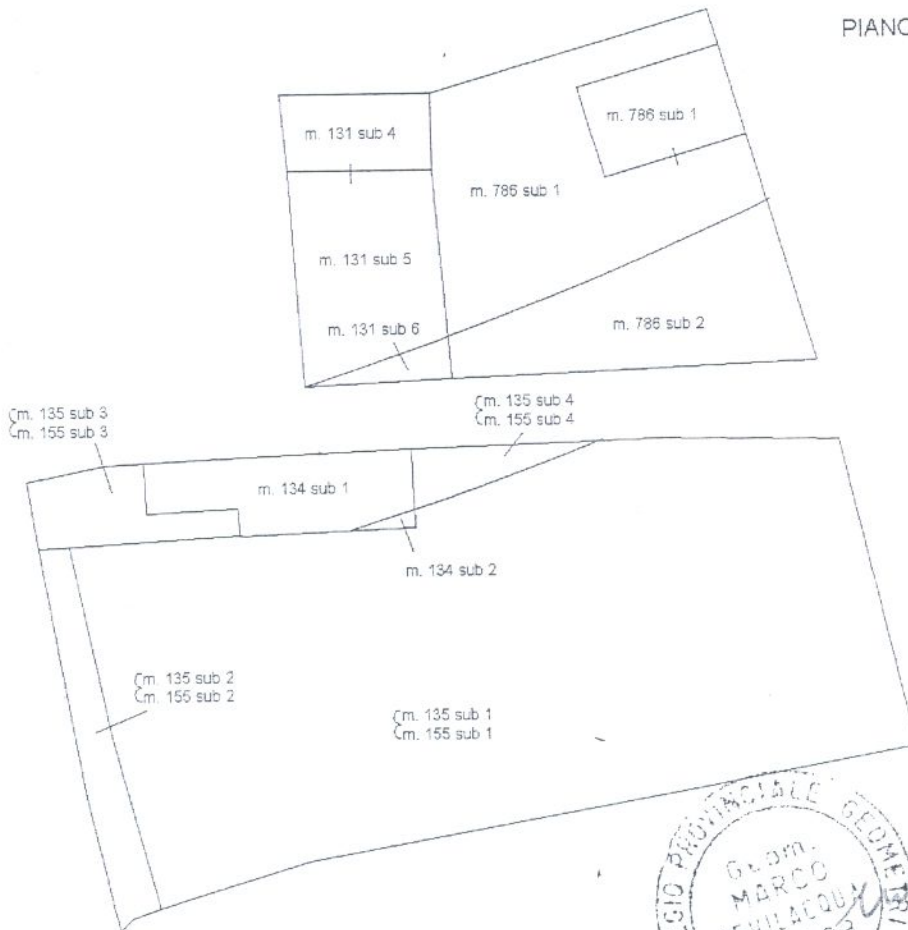 PIANO
m. 131 sub 4
m. 786 sub 1
m. 786 sub 1
m. 131 sub 5
m. 131 sub 6
m. 786 sub 2
m. 135 sub 3
m. 155 sub 3
m. 135 sub 4
m. 155 sub 4
m. 134 sub 1
m. 134 sub 2
m. 135 sub 2
m. 155 sub 2
m. 135 sub 1
m. 155 sub 1
PROVINCIALE GEOMETRI
Geom.
MARCO